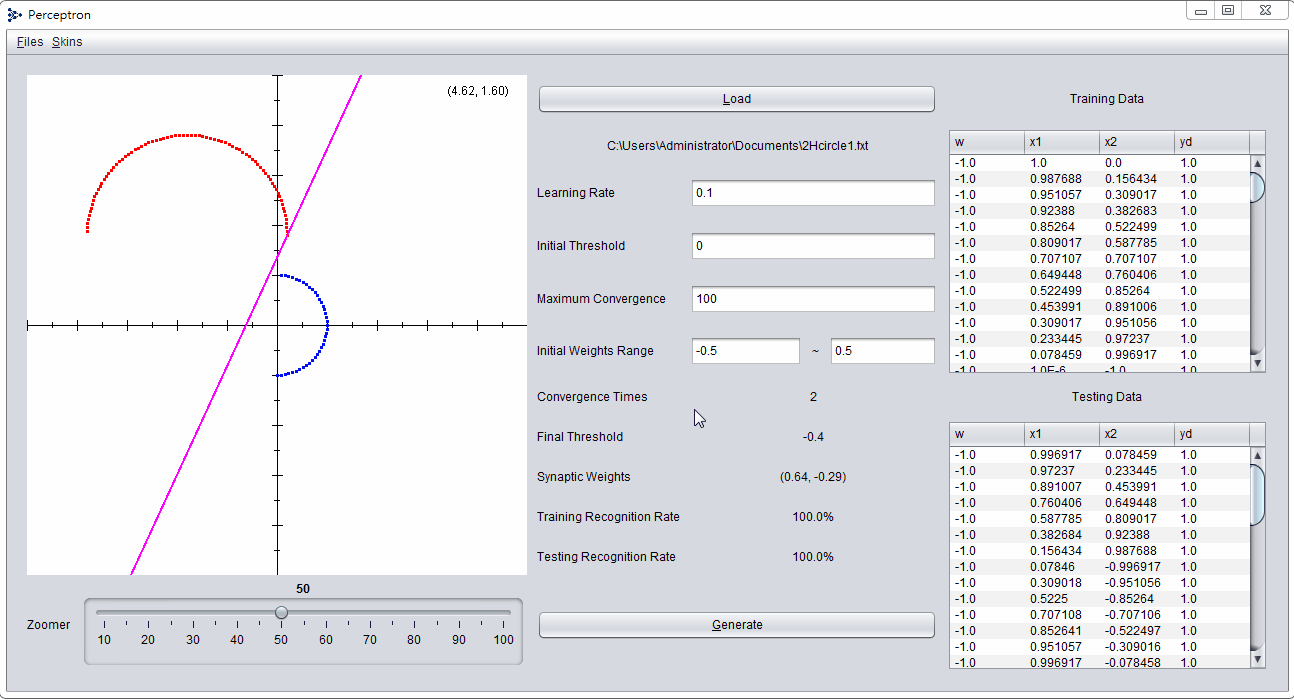 Perceptron
Files Skins
(4.62, 1.60)
Load
C:\Users\Administrator\Documents\2Hcircle1.txt
Learning Rate 0.1
Initial Threshold 0
Maximum Convergence 100
Initial Weights Range -0.5 ~ 0.5
Convergence Times 2
Final Threshold -0.4
Synaptic Weights (0.64, -0.29)
Training Recognition Rate 100.0%
Testing Recognition Rate 100.0%
Generate
50
Zoomer
10 20 30 40 50 60 70 80 90 100
Training Data
w x1 x2 yd
-1.0 1.0 0.0 1.0
-1.0 0.987688 0.156434 1.0
-1.0 0.951057 0.309017 1.0
-1.0 0.92388 0.382683 1.0
-1.0 0.85264 0.522499 1.0
-1.0 0.809017 0.587785 1.0
-1.0 0.707107 0.707107 1.0
-1.0 0.649448 0.760406 1.0
-1.0 0.522499 0.85264 1.0
-1.0 0.453991 0.891006 1.0
-1.0 0.309017 0.951056 1.0
-1.0 0.233445 0.97237 1.0
-1.0 0.078459 0.996917 1.0
-1.0 1.0E-6 -1.0 1.0
Testing Data
w x1 x2 yd
-1.0 0.996917 0.078459 1.0
-1.0 0.97237 0.233445 1.0
-1.0 0.891007 0.453991 1.0
-1.0 0.760406 0.649448 1.0
-1.0 0.587785 0.809017 1.0
-1.0 0.382684 0.92388 1.0
-1.0 0.156434 0.987688 1.0
-1.0 0.07846 -0.996917 1.0
-1.0 0.309018 -0.951056 1.0
-1.0 0.5225 -0.85264 1.0
-1.0 0.707108 -0.707106 1.0
-1.0 0.852641 -0.522497 1.0
-1.0 0.951057 -0.309016 1.0
-1.0 0.996917 -0.078458 1.0